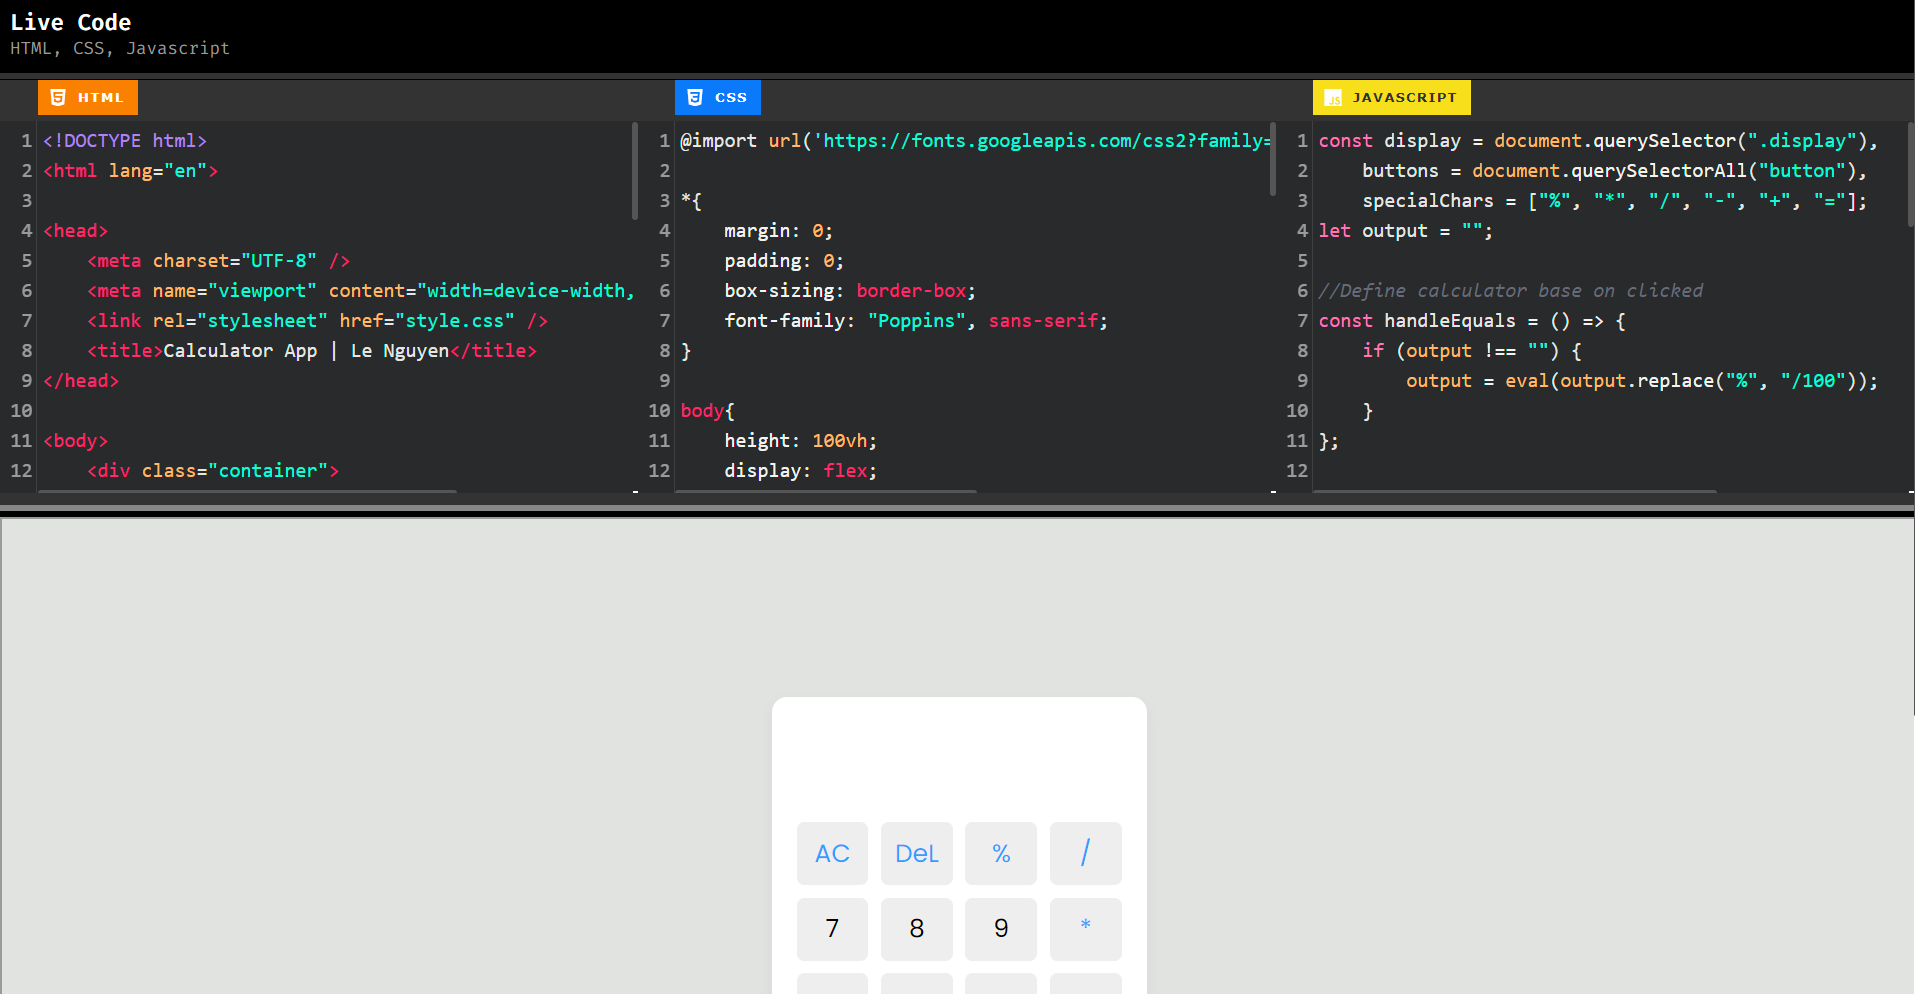 Live Code
HTML, CSS, Javascript
HTML
1 <!DOCTYPE html>
2 <html lang="en">
3
4 <head>
5     <meta charset="UTF-8" />
6     <meta name="viewport" content="width=device-width,
7     <link rel="stylesheet" href="style.css" />
8     <title>Calculator App | Le Nguyen</title>
9 </head>
10
11 <body>
12     <div class="container">
CSS
1 @import url('https://fonts.googleapis.com/css2?family=
2
3 *{
4     margin: 0;
5     padding: 0;
6     box-sizing: border-box;
7     font-family: "Poppins", sans-serif;
8 }
9
10 body{
11     height: 100vh;
12     display: flex;
JS JAVASCRIPT
1 const display = document.querySelector(".display"),
2     buttons = document.querySelectorAll("button"),
3     specialChars = ["%", "*", "/", "-", "+", "="];
4 let output = "";
5
6 //Define calculator base on clicked
7 const handleEquals = () => {
8     if (output !== "") {
9         output = eval(output.replace("%", "/100"));
10     }
11 };
12
AC DeL % /
7 8 9 *